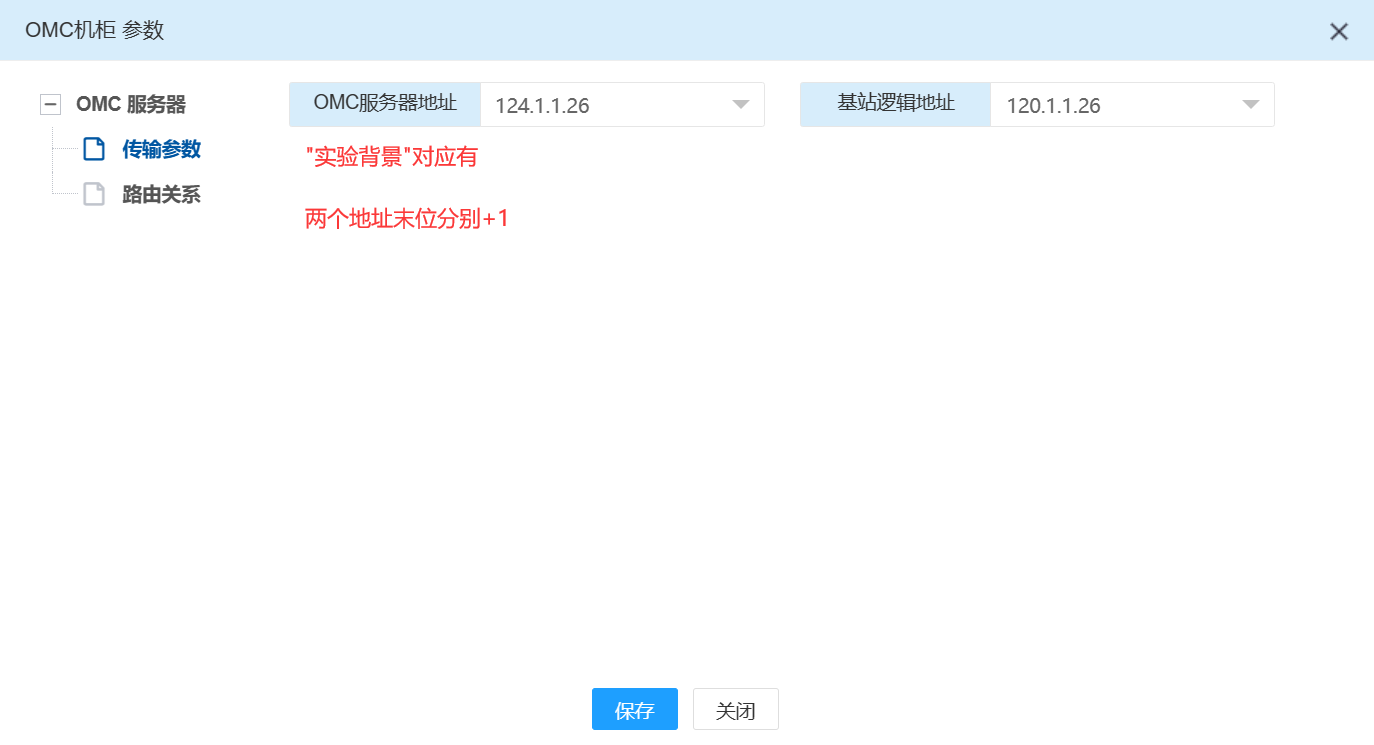 OMC机柜 参数
OMC 服务器
传输参数
路由关系
OMC服务器地址 124.1.1.26 基站逻辑地址 120.1.1.26
"实验背景"对应有
两个地址末位分别+1
保存 关闭